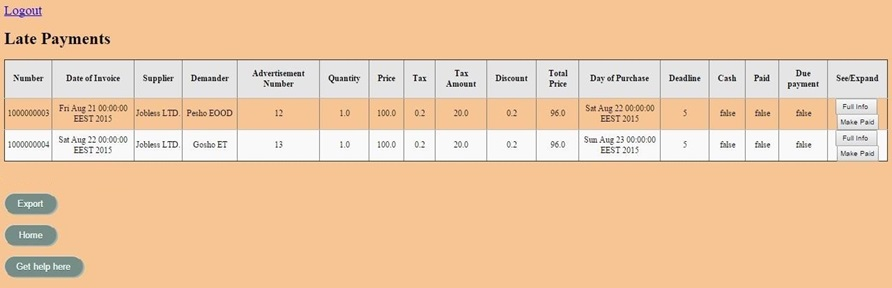 Logout
Late Payments
Number Date of Invoice Supplier Demander Advertisement Number Quantity Price Tax Tax Amount Discount Total Price Day of Purchase Deadline Cash Paid Due payment See/Expand
1000000003 Fri Aug 21 00:00:00 EEST 2015 Jobless LTD. Pesho EOOD 12 1.0 100.0 0.2 20.0 0.2 96.0 Sat Aug 22 00:00:00 EEST 2015 5 false false false Full Info Make Paid
1000000004 Sat Aug 22 00:00:00 EEST 2015 Jobless LTD. Gosho ET 13 1.0 100.0 0.2 20.0 0.2 96.0 Sun Aug 23 00:00:00 EEST 2015 5 false false false Full Info Make Paid
Export
Home
Get help here